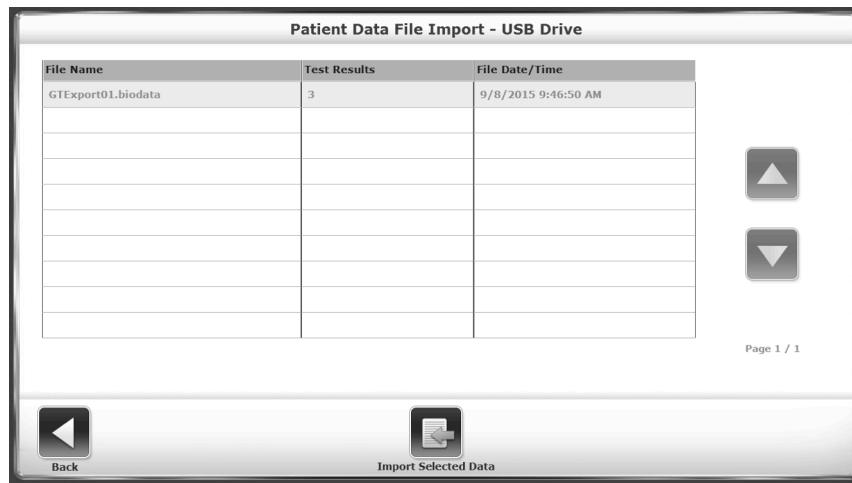 Patient Data File Import - USB Drive
File Name Test Results File Date/Time
GTExport01.biodata 3 9/8/2015 9:46:50 AM
Page 1 / 1
Back Import Selected Data